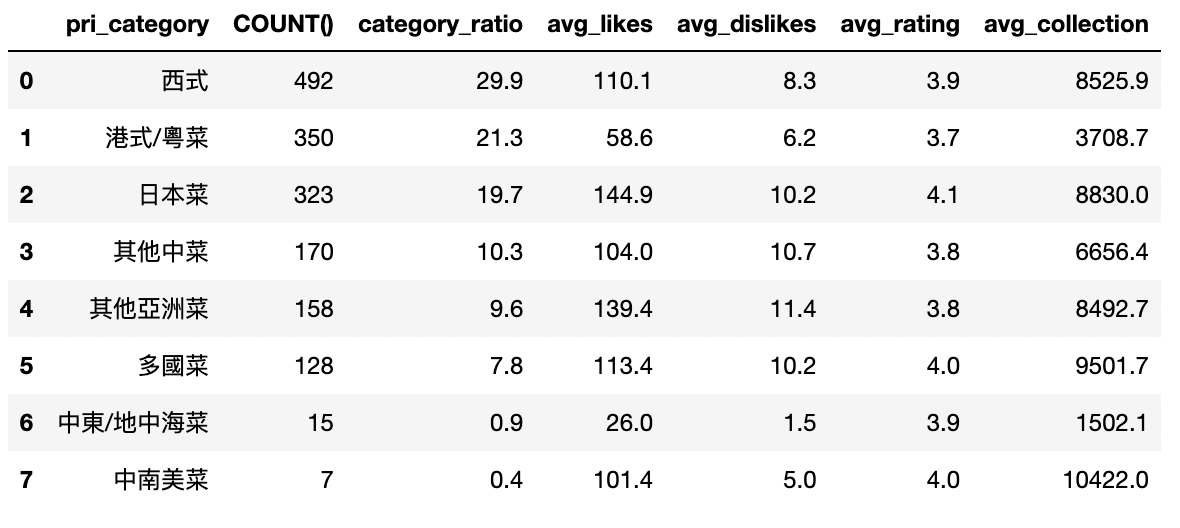 pri_category COUNT() category_ratio avg_likes avg_dislikes avg_rating avg_collection
0 西式 492 29.9 110.1 8.3 3.9 8525.9
1 港式/粵菜 350 21.3 58.6 6.2 3.7 3708.7
2 日本菜 323 19.7 144.9 10.2 4.1 8830.0
3 其他中菜 170 10.3 104.0 10.7 3.8 6656.4
4 其他亞洲菜 158 9.6 139.4 11.4 3.8 8492.7
5 多國菜 128 7.8 113.4 10.2 4.0 9501.7
6 中東/地中海菜 15 0.9 26.0 1.5 3.9 1502.1
7 中南美菜 7 0.4 101.4 5.0 4.0 10422.0